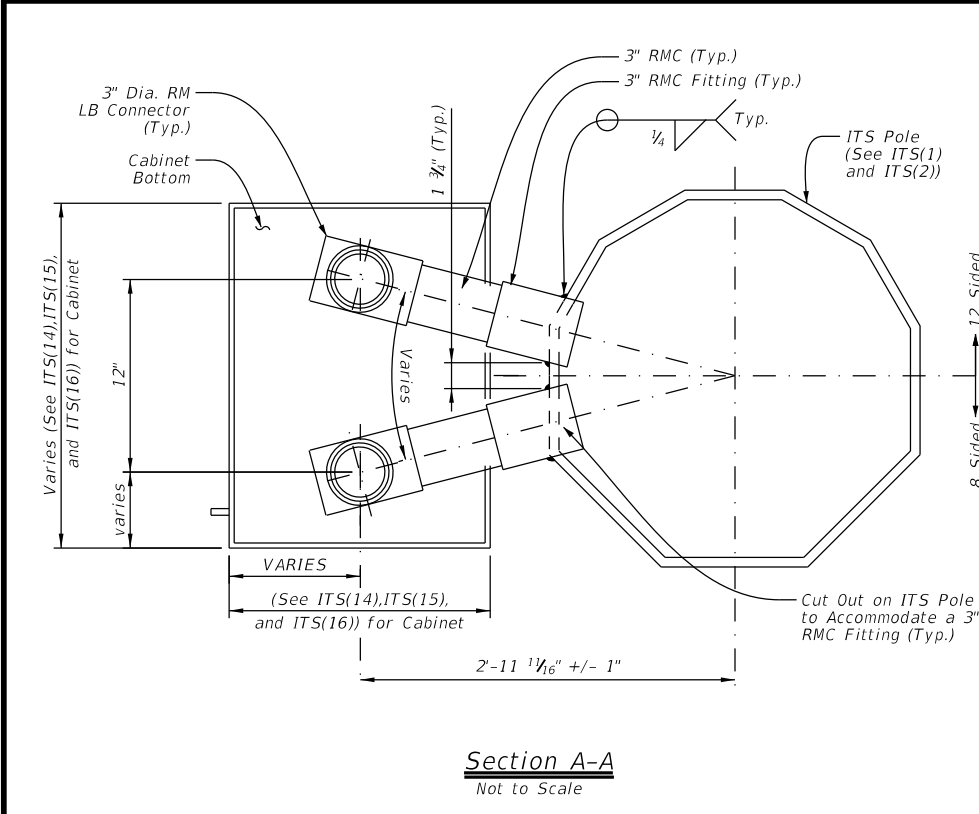 3" RMC (Typ.)
3" RMC Fitting (Typ.)
3" Dia. RM
LB Connector
(Typ.)
Cabinet
Bottom
1 3/4" (Typ.)
1/4
Typ.
ITS Pole
(See ITS(1)
and ITS(2))
Varies (See ITS(14),ITS(15),
and ITS(16)) for Cabinet
12"
varies
Varies
12 Sided
8 Sided
VARIES
(See ITS(14),ITS(15),
and ITS(16)) for Cabinet
Cut Out on ITS Pole
to Accommodate a 3"
RMC Fitting (Typ.)
2'-11 11/16" +/- 1"
Section A-A
Not to Scale